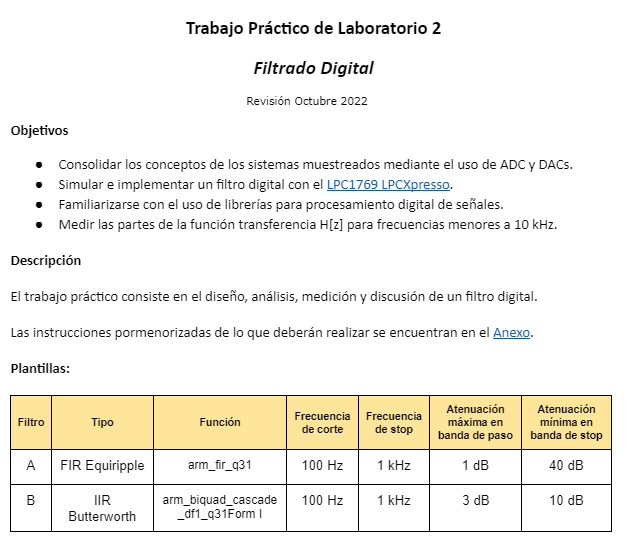 Trabajo Práctico de Laboratorio 2
Filtrado Digital
Revisión Octubre 2022
Objetivos
● Consolidar los conceptos de los sistemas muestreados mediante el uso de ADC y DACs.
● Simular e implementar un filtro digital con el LPC1769 LPCXpresso.
● Familiarizarse con el uso de librerías para procesamiento digital de señales.
● Medir las partes de la función transferencia H[z] para frecuencias menores a 10 kHz.
Descripción
El trabajo práctico consiste en el diseño, análisis, medición y discusión de un filtro digital.
Las instrucciones pormenorizadas de lo que deberán realizar se encuentran en el Anexo.
Plantillas:
Filtro
Tipo
Función
Frecuencia
de corte
Frecuencia
de stop
Atenuación
máxima en
banda de paso
Atenuación
mínima en
banda de stop
A
FIR Equiripple
arm_fir_q31
100 Hz
1 kHz
1 dB
40 dB
B
IIR
Butterworth
arm_biquad_cascade
_df1_q31Form I
100 Hz
1 kHz
3 dB
10 dB